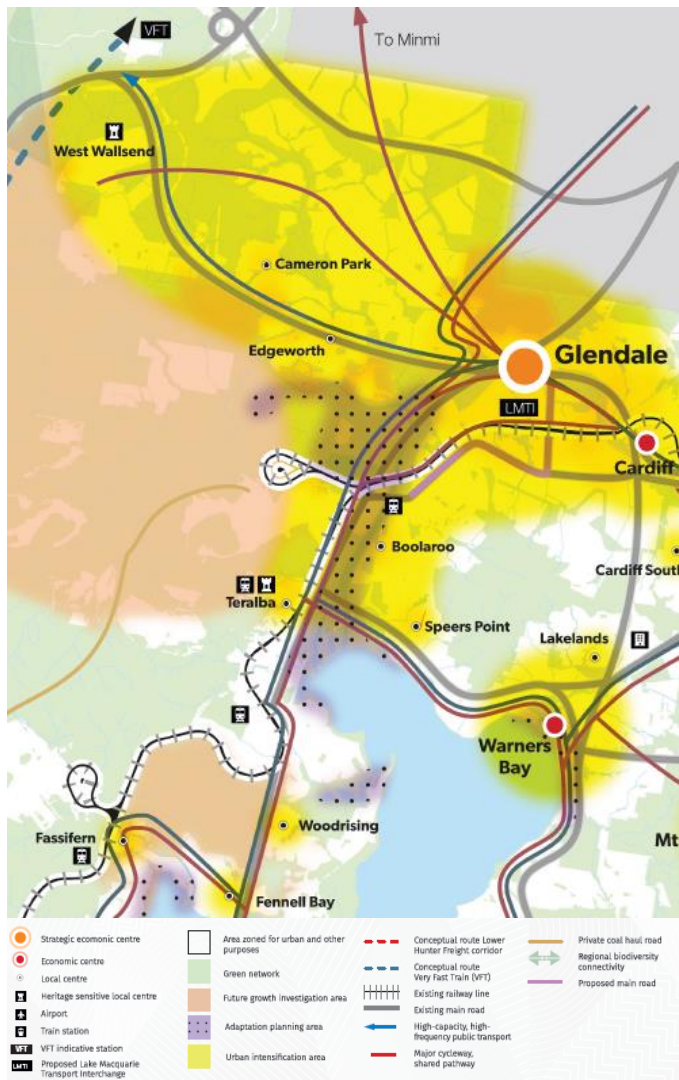 VFT
To Minmi
West Wallsend
Cameron Park
Edgeworth
Glendale
LMTI
Cardiff
Boolaroo
Cardiff South
Teralba
Speers Point
Lakelands
Warners
Bay
Woodrising
Fassifern
Mt
Fennell Bay
Strategic ecomonic centre
Economic centre
Local centre
Heritage sensitive local centre
Airport
Train station
VFT VFT indicative station
LMTI Proposed Lake Macquarie
Transport Interchange
Area zoned for urban and other
purposes
Green network
Future growth investigation area
Adaptation planning area
Urban intensification area
Conceptual route Lower
Hunter Freight corridor
Conceptual route
Very Fast Train (VFT)
Existing railway line
Existing main road
High-capacity, high-
frequency public transport
Major cycleway,
shared pathway
Private coal haul road
Regional biodiversity
connectivity
Proposed main road